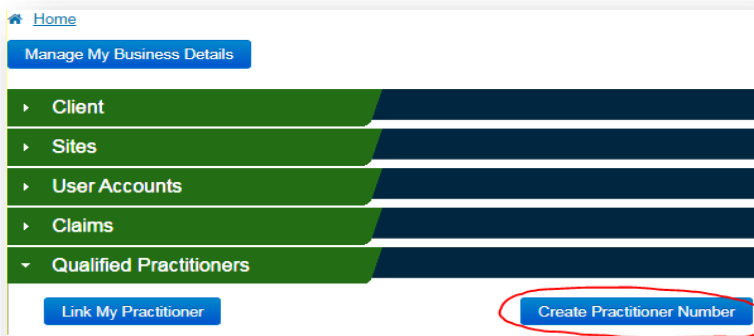 Home
Manage My Business Details
Client
Sites
User Accounts
Claims
Qualified Practitioners
Link My Practitioner Create Practitioner Number